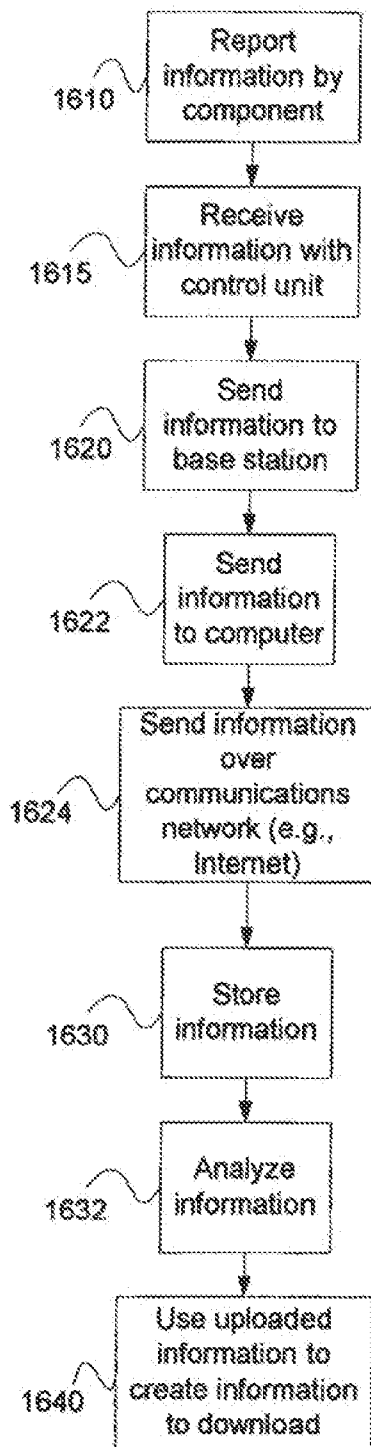 Report
information by
component
1610
Receive
information with
control unit
1615
Send
information to
base station
1620
Send
information
to computer
1622
Send information
over
communications
network (e.g.,
Internet)
1624
Store
information
1630
Analyze
information
1632
Use uploaded
information to
create information
to download
1640